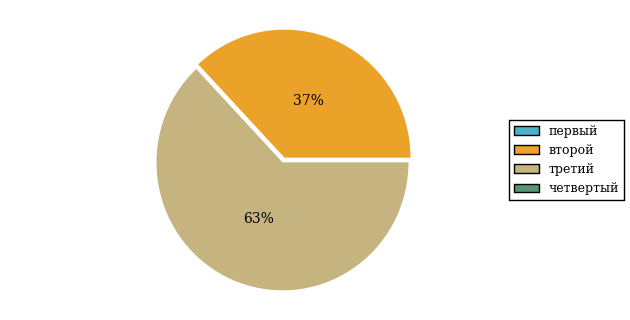 37%
63%
первый
второй
третий
четвертый